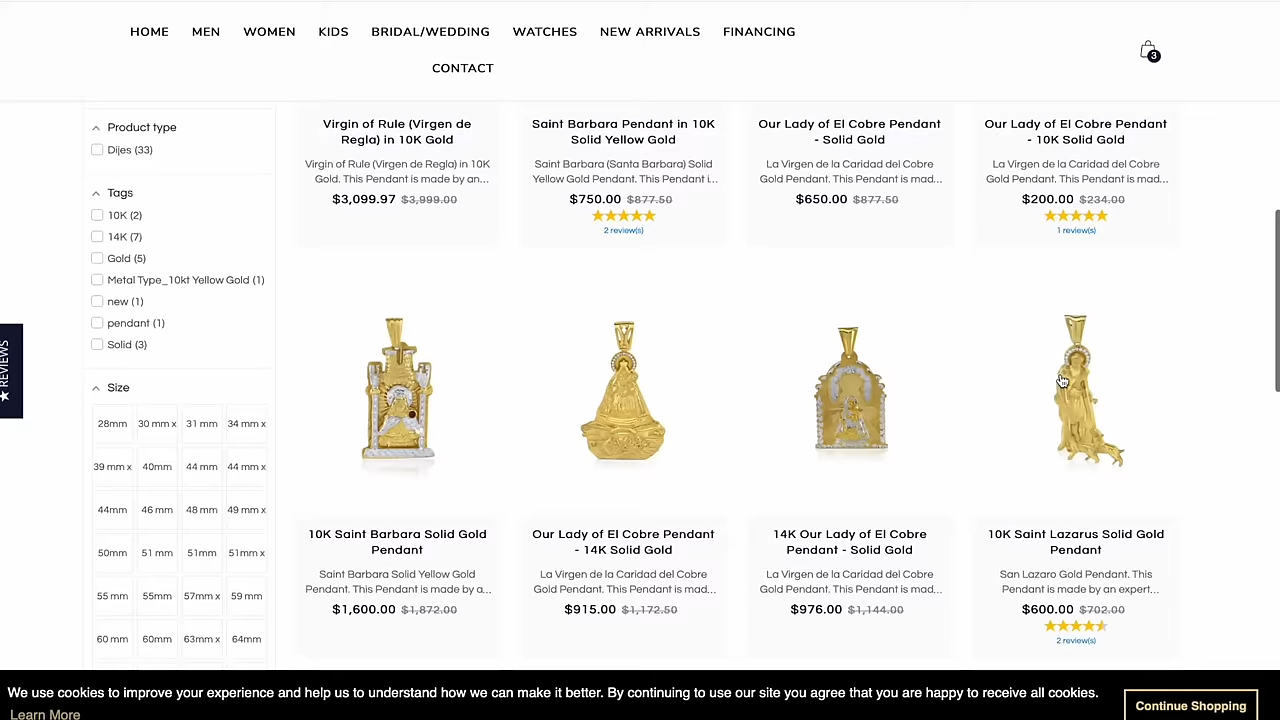 HOME MEN WOMEN KIDS BRIDAL/WEDDING WATCHES NEW ARRIVALS FINANCING
CONTACT
3
Product type
Dijes (33)
Tags
10K (2)
14K (7)
Gold (5)
Metal Type_10kt Yellow Gold (1)
new (1)
pendant (1)
Solid (3)
Size
28mm 30 mm x 31 mm 34 mm x
39 mm x 40mm 44 mm 44 mm x
44mm 46 mm 48 mm 49 mm x
50mm 51 mm 51mm 51mm x
55 mm 55mm 57mm x 59 mm
60 mm 60mm 63mm x 64mm
★ REVIEWS
Virgin of Rule (Virgen de
Regla) in 10K Gold
Virgin of Rule (Virgen de Regla) in 10K
Gold. This Pendant is made by an...
$3,099.97 $3,999.00
Saint Barbara Pendant in 10K
Solid Yellow Gold
Saint Barbara (Santa Barbara) Solid
Yellow Gold Pendant. This Pendant i...
$750.00 $877.50
2 review(s)
Our Lady of El Cobre Pendant
- Solid Gold
La Virgen de la Caridad del Cobre
Gold Pendant. This Pendant is mad...
$650.00 $877.50
Our Lady of El Cobre Pendant
- 10K Solid Gold
La Virgen de la Caridad del Cobre
Gold Pendant. This Pendant is mad...
$200.00 $234.00
1 review(s)
10K Saint Barbara Solid Gold
Pendant
Saint Barbara Solid Yellow Gold
Pendant. This Pendant is made by a...
$1,600.00 $1,872.00
Our Lady of El Cobre Pendant
- 14K Solid Gold
La Virgen de la Caridad del Cobre
Gold Pendant. This Pendant is mad...
$915.00 $1,172.50
14K Our Lady of El Cobre
Pendant - Solid Gold
La Virgen de la Caridad del Cobre
Gold Pendant. This Pendant is mad...
$976.00 $1,144.00
10K Saint Lazarus Solid Gold
Pendant
San Lazaro Gold Pendant. This
Pendant is made by an expert...
$600.00 $702.00
2 review(s)
We use cookies to improve your experience and help us to understand how we can make it better. By continuing to use our site you agree that you are happy to receive all cookies.
Learn More
Continue Shopping